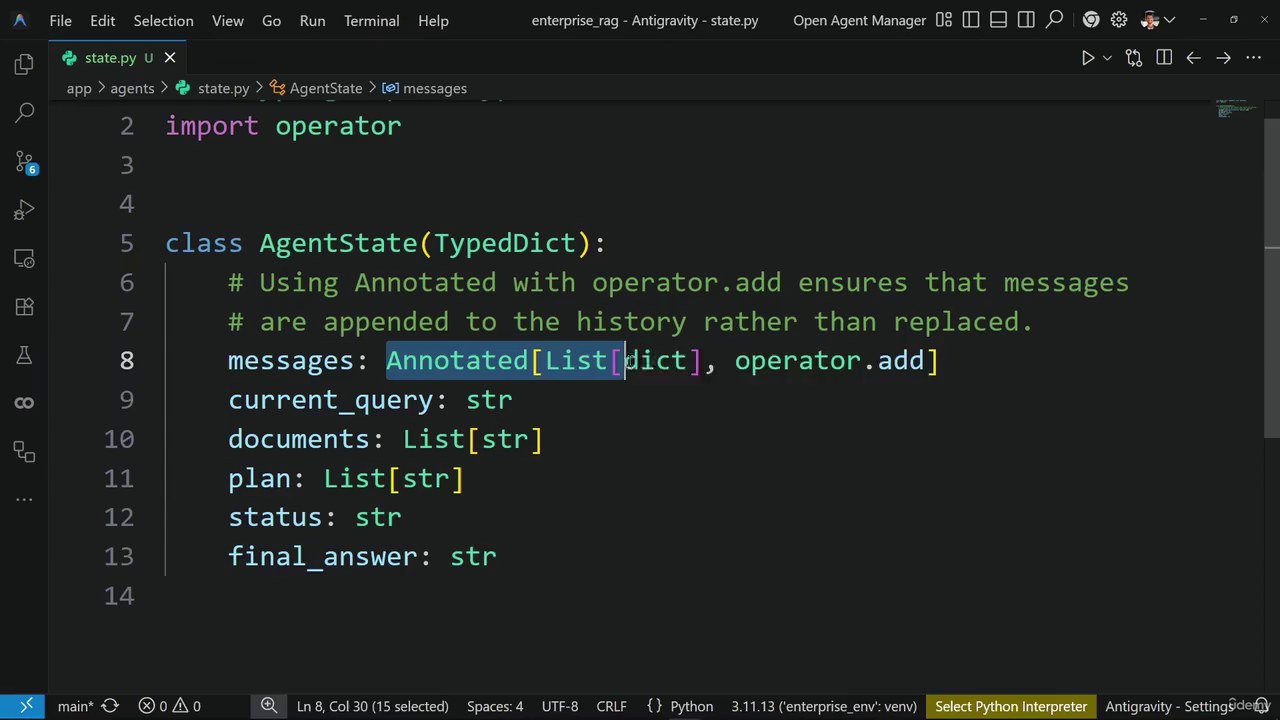 File Edit Selection View Go Run Terminal Help enterprise_rag - Antigravity - state.py Open Agent Manager
state.py U
app > agents > state.py > AgentState > messages
2 import operator
3
4
5 class AgentState(TypedDict):
6 # Using Annotated with operator.add ensures that messages
7 # are appended to the history rather than replaced.
8 messages: Annotated[List[dict], operator.add]
9 current_query: str
10 documents: List[str]
11 plan: List[str]
12 status: str
13 final_answer: str
14
6
main* 0 0 Ln 8, Col 30 (15 selected) Spaces: 4 UTF-8 CRLF {} Python 3.11.13 (enterprise_env: venv) Select Python Interpreter Antigravity - Settings
Udemy